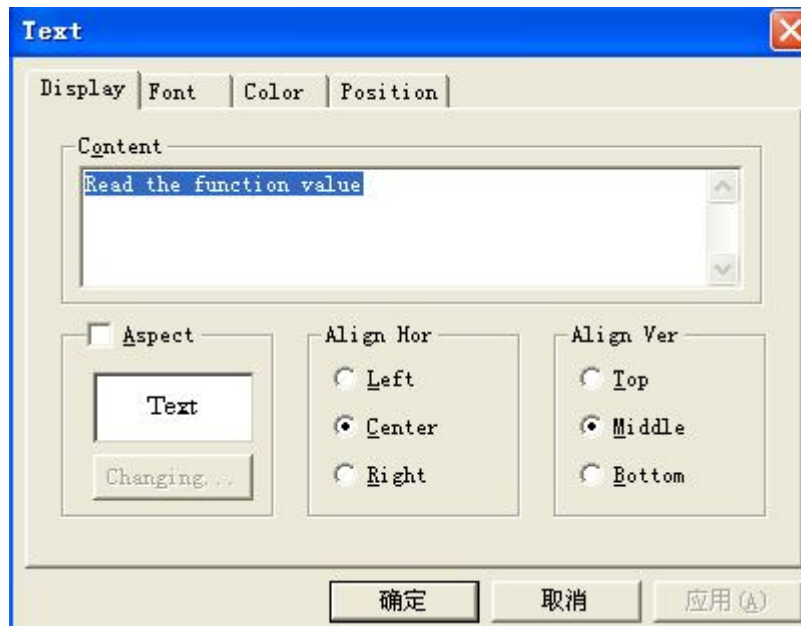 Text
Display Font Color Position
Content
Read the function value
Aspect Align Hor Align Ver
Left Top
Text
Center Middle
Changing... Right Bottom
确定 取消 应用(A)